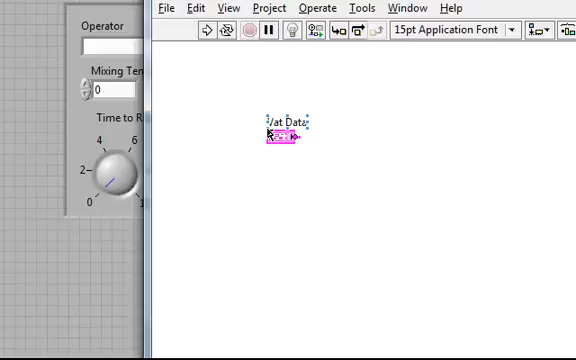 Operator
Mixing Ten
0
Time to R
4 6
2
0 1
File Edit View Project Operate Tools Window Help
15pt Application Font
Vat Data